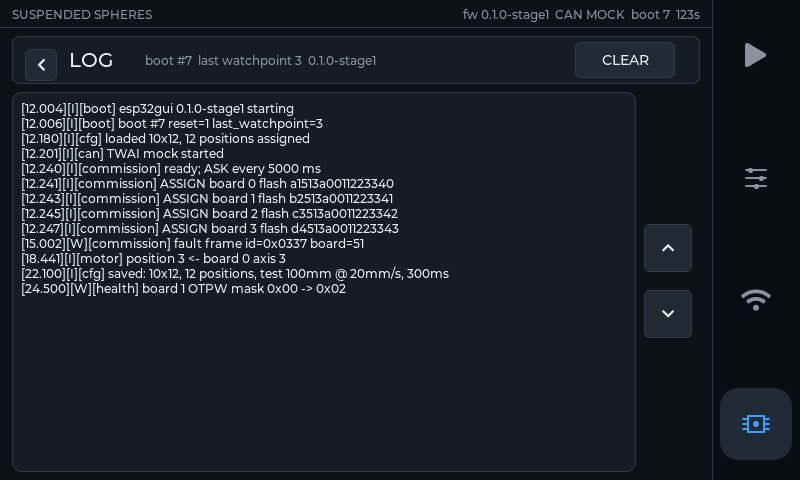 SUSPENDED SPHERES
fw 0.1.0-stage1 CAN MOCK boot 7 123s
LOG
boot #7 last watchpoint 3 0.1.0-stage1
CLEAR
[12.004][I][boot] esp32gui 0.1.0-stage1 starting
[12.006][I][boot] boot #7 reset=1 last_watchpoint=3
[12.180][I][cfg] loaded 10x12, 12 positions assigned
[12.201][I][can] TWAI mock started
[12.240][I][commission] ready; ASK every 5000 ms
[12.241][I][commission] ASSIGN board 0 flash a1513a0011223340
[12.243][I][commission] ASSIGN board 1 flash b2513a0011223341
[12.245][I][commission] ASSIGN board 2 flash c3513a0011223342
[12.247][I][commission] ASSIGN board 3 flash d4513a0011223343
[15.002][W][commission] fault frame id=0x0337 board=51
[18.441][I][motor] position 3 <- board 0 axis 3
[22.100][I][cfg] saved: 10x12, 12 positions, test 100mm @ 20mm/s, 300ms
[24.500][W][health] board 1 OTPW mask 0x00 -> 0x02